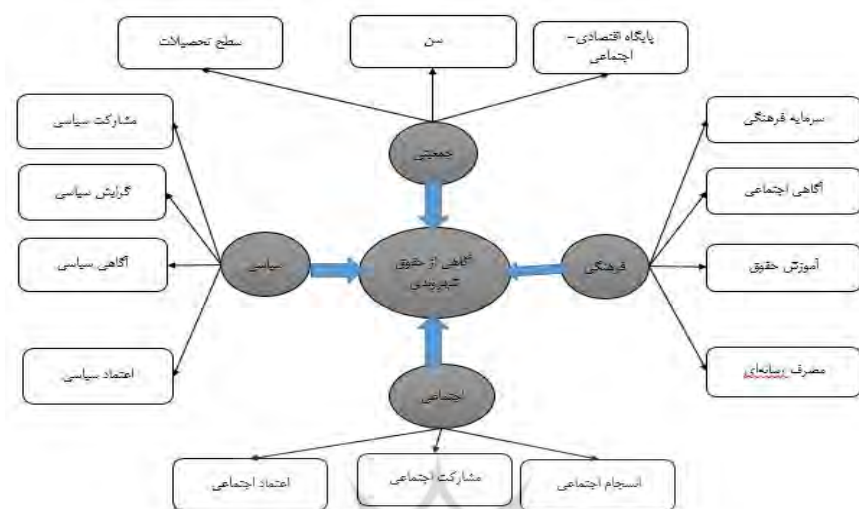 پایگاه اقتصادی-
اجتماعی
سن
سطح تحصیلات
جمعیتی
سرمایه فرهنگی
آگاهی اجتماعی
آموزش حقوق
مصرف رسانه‌ای
فرهنگی
آگاهی از حقوق
شهروندی
سیاسی
مشارکت سیاسی
گرایش سیاسی
آگاهی سیاسی
اعتماد سیاسی
اجتماعی
انسجام اجتماعی
مشارکت اجتماعی
اعتماد اجتماعی